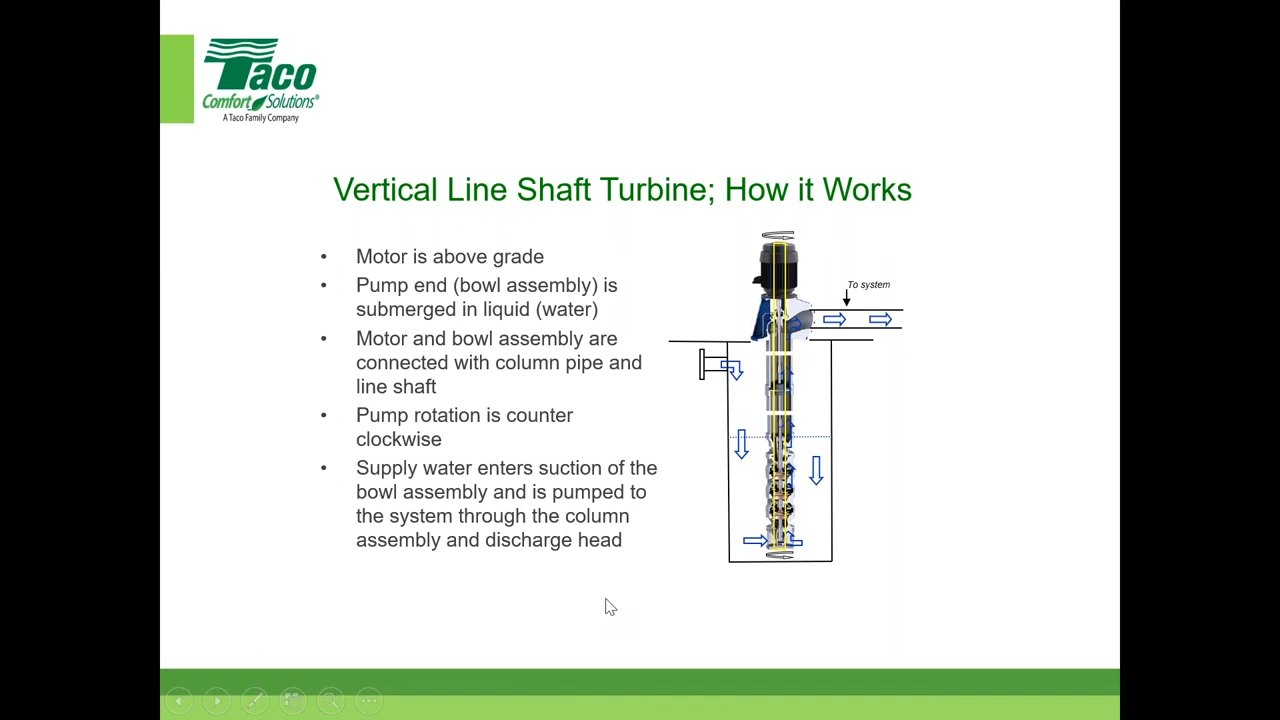 Taco
Comfort Solutions®
A Taco Family Company
Vertical Line Shaft Turbine; How it Works
• Motor is above grade
• Pump end (bowl assembly) is
submerged in liquid (water)
• Motor and bowl assembly are
connected with column pipe and
line shaft
• Pump rotation is counter
clockwise
• Supply water enters suction of the
bowl assembly and is pumped to
the system through the column
assembly and discharge head
To system